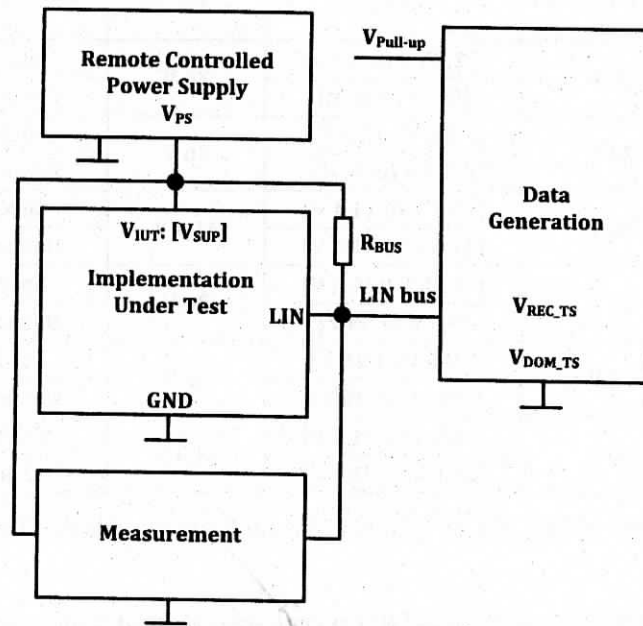 Remote Controlled
Power Supply
VPS
VPull-up
Data
Generation
VREC_TS
VDOM_TS
VIUT: [VSUP]
Implementation
Under Test
LIN
GND
RBUS
LIN bus
Measurement